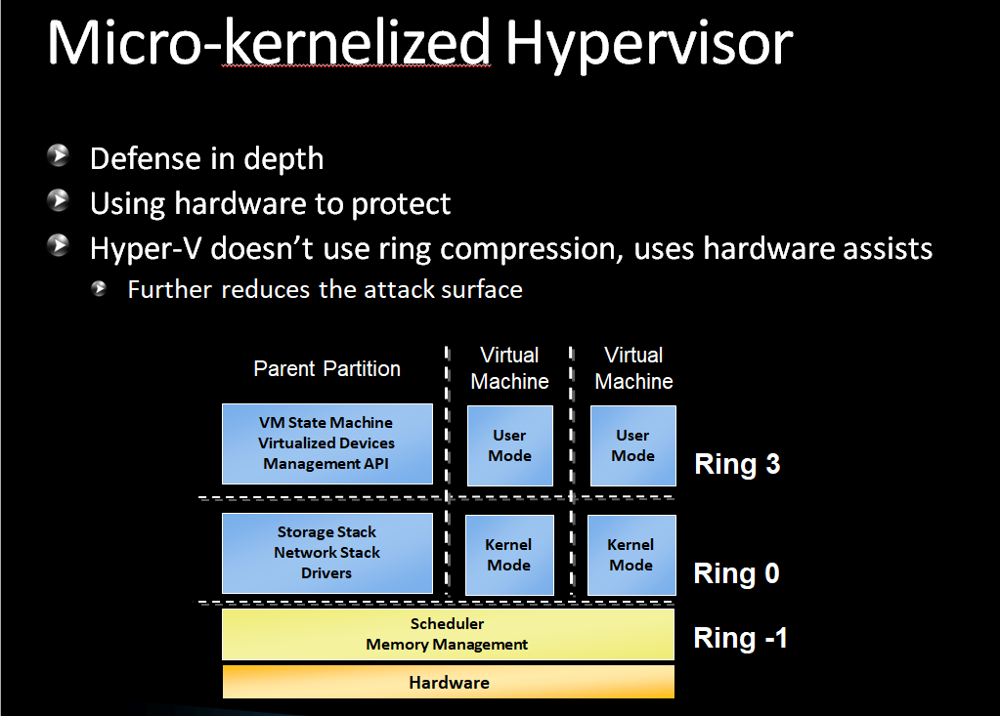 Micro-kernelized Hypervisor
Defense in depth
Using hardware to protect
Hyper-V doesn’t use ring compression, uses hardware assists
Further reduces the attack surface
Parent Partition
Virtual
Machine
Virtual
Machine
VM State Machine
Virtualized Devices
Management API
User
Mode
User
Mode
Ring 3
Storage Stack
Network Stack
Drivers
Kernel
Mode
Kernel
Mode
Ring 0
Scheduler
Memory Management
Ring -1
Hardware